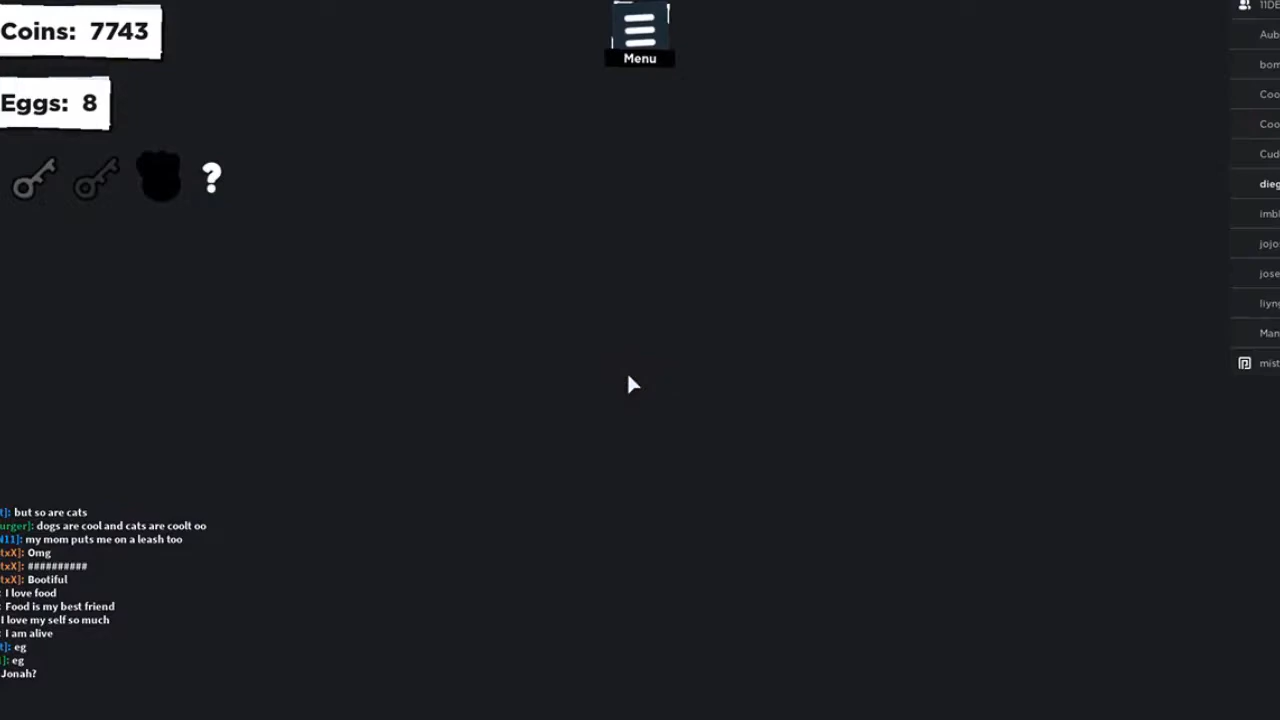 Coins: 7743
Menu
Eggs: 8
?
11DE
Aub
bom
Coo
Coo
Cud
dieg
imb
jojo
jose
liyn
Man
mist
t]: but so are cats
urger]: dogs are cool and cats are coolt oo
N11]: my mom puts me on a leash too
txX]: Omg
txX]: ##########
txX]: Bootiful
: I love food
: Food is my best friend
I love my self so much
: I am alive
t]: eg
]: eg
Jonah?